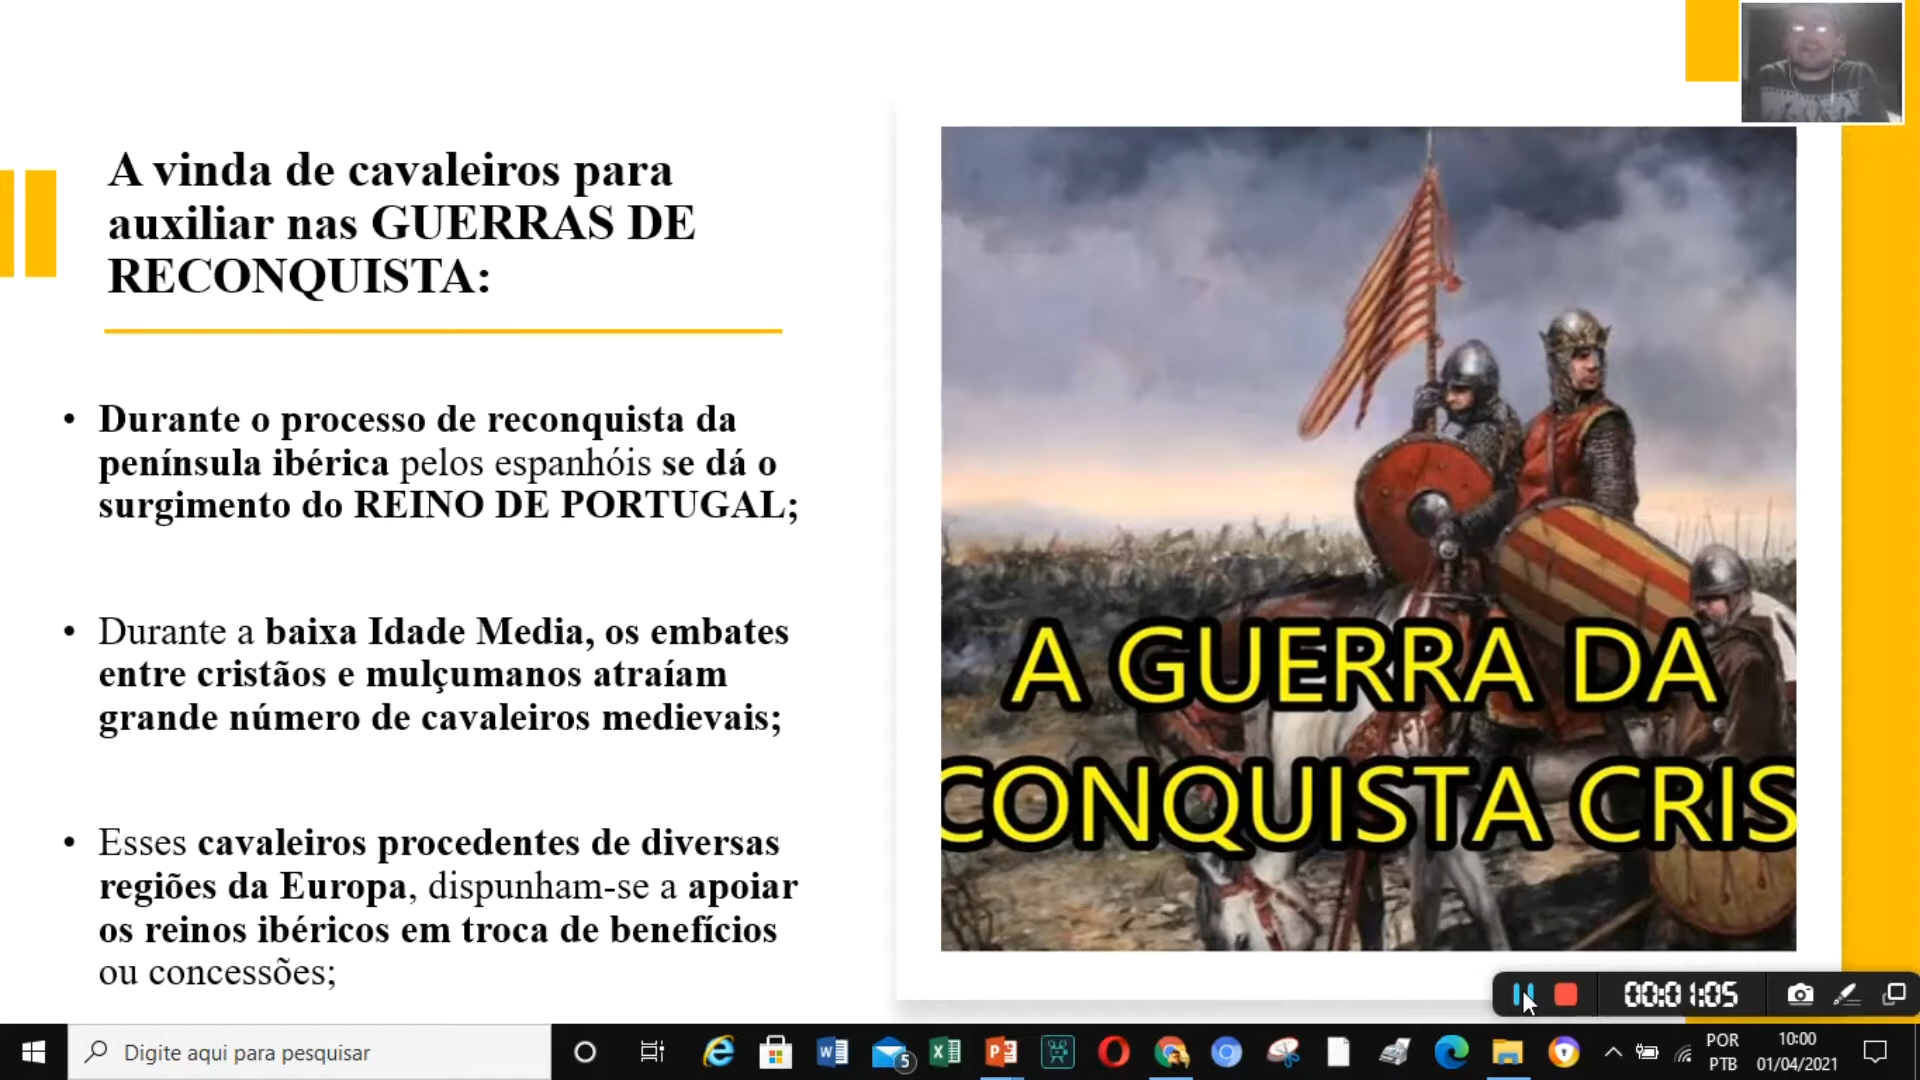 A vinda de cavaleiros para
auxiliar nas GUERRAS DE
RECONQUISTA:
• Durante o processo de reconquista da
península ibérica pelos espanhóis se dá o
surgimento do REINO DE PORTUGAL;
• Durante a baixa Idade Media, os embates
entre cristãos e mulçumanos atraíam
grande número de cavaleiros medievais;
• Esses cavaleiros procedentes de diversas
regiões da Europa, dispunham-se a apoiar
os reinos ibéricos em troca de benefícios
ou concessões;
A GUERRA DA
CONQUISTA CRIS
00:01:05
Digite aqui para pesquisar
5
POR
PTB
10:00
01/04/2021